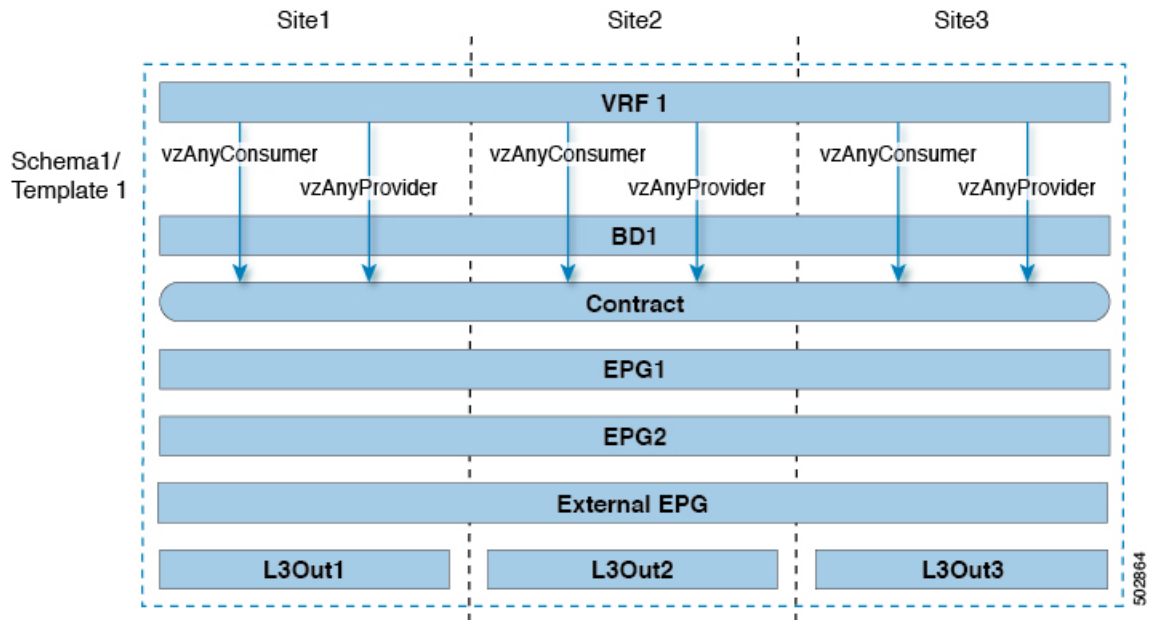 Site1
Site2
Site3
VRF 1
Schema1/
Template 1
vzAnyConsumer
vzAnyProvider
vzAnyConsumer
vzAnyProvider
vzAnyConsumer
vzAnyProvider
BD1
Contract
EPG1
EPG2
External EPG
L3Out1
L3Out2
L3Out3
502864